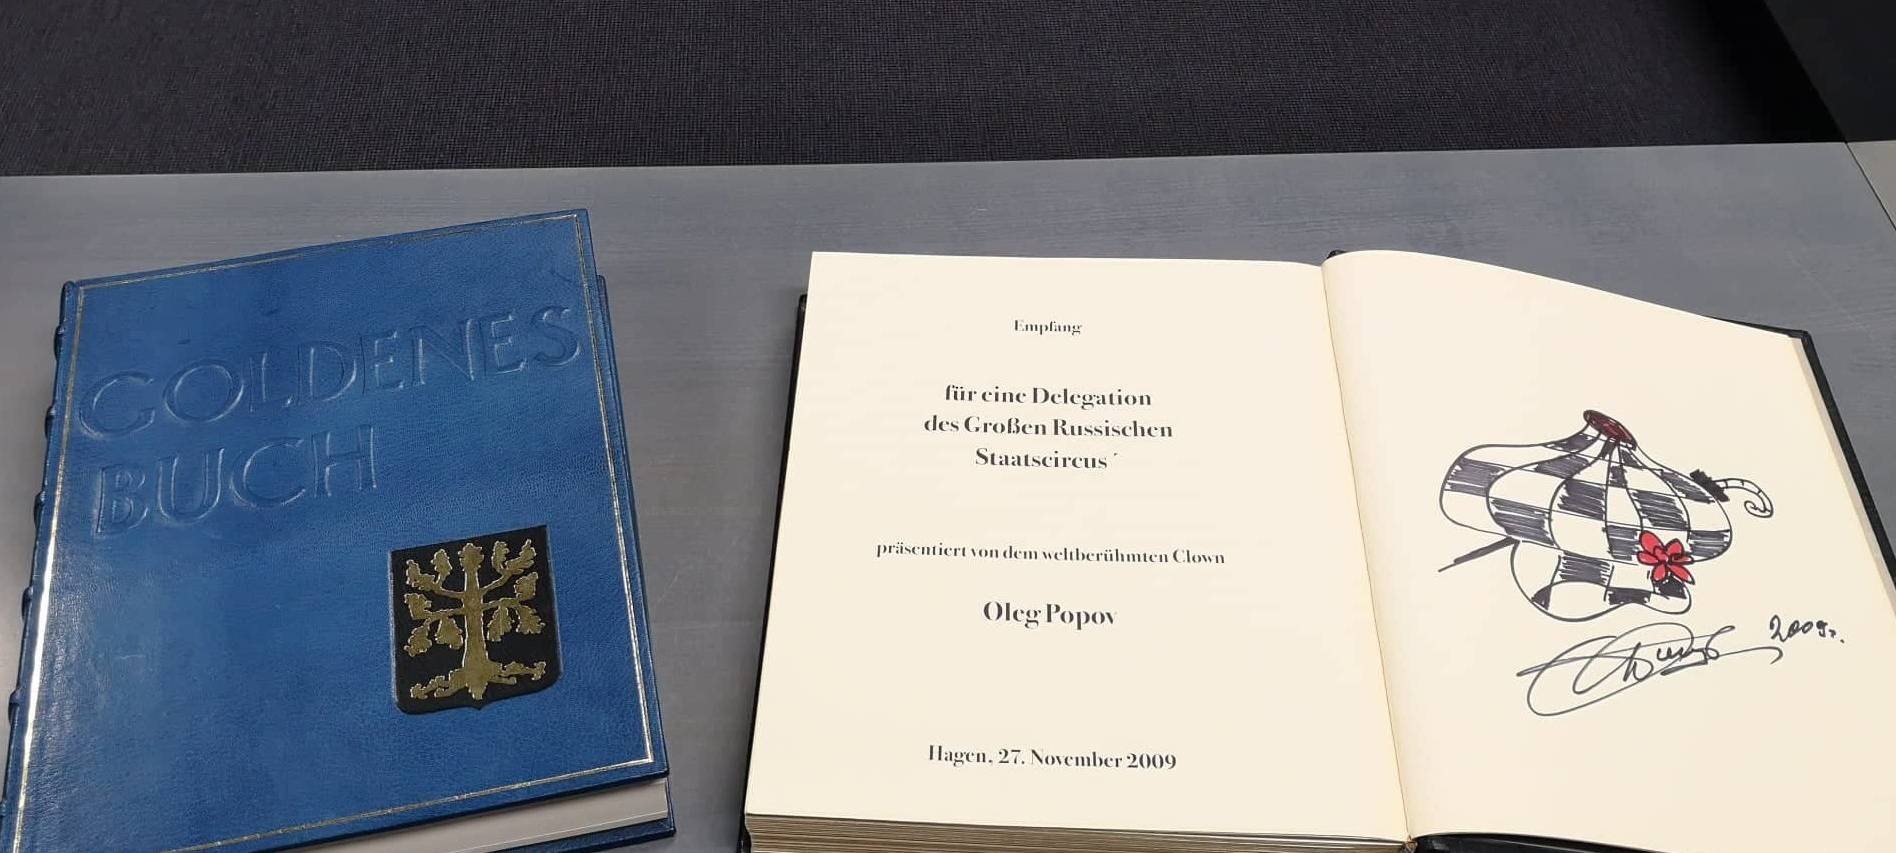 GOLDENES
BUCH
Empfang
für eine Delegation
des Großen Russischen
Staatscircus´
präsentiert von dem weltberühmten Clown
Oleg Popov
Hagen, 27. November 2009
2009г.